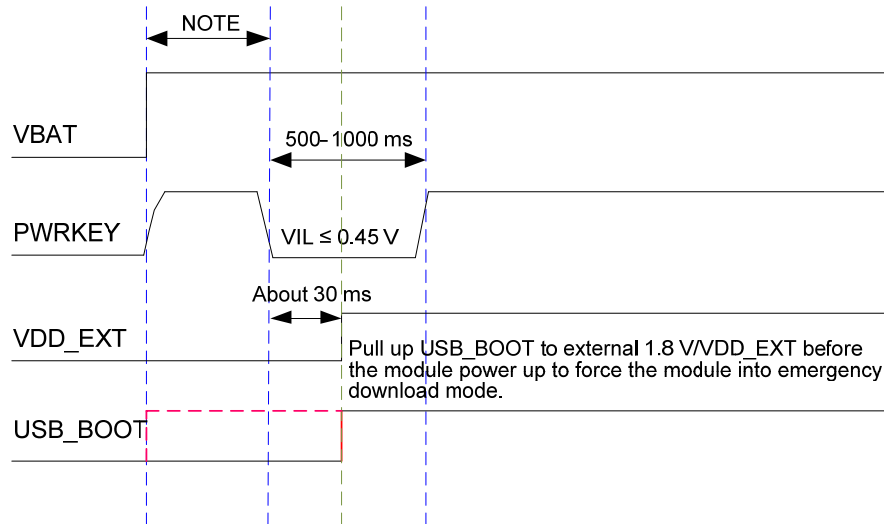 NOTE
VBAT
500–1000 ms
PWRKEY
VIL ≤ 0.45 V
About 30 ms
VDD_EXT
Pull up USB_BOOT to external 1.8 V/VDD_EXT before
the module power up to force the module into emergency
download mode.
USB_BOOT